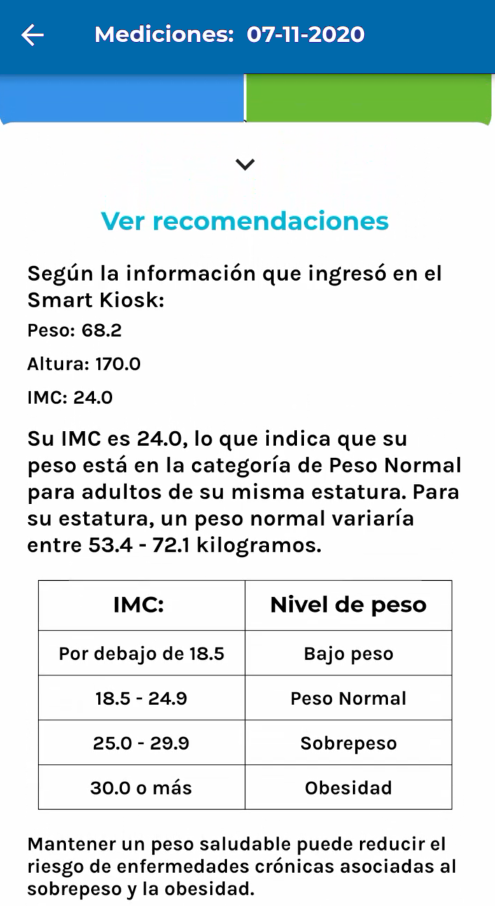 Mediciones: 07-11-2020
Ver recomendaciones
Según la información que ingresó en el
Smart Kiosk:
Peso: 68.2
Altura: 170.0
IMC: 24.0
Su IMC es 24.0, lo que indica que su
peso está en la categoría de Peso Normal
para adultos de su misma estatura. Para
su estatura, un peso normal variaría
entre 53.4 - 72.1 kilogramos.
IMC: Nivel de peso
Por debajo de 18.5 Bajo peso
18.5 - 24.9 Peso Normal
25.0 - 29.9 Sobrepeso
30.0 o más Obesidad
Mantener un peso saludable puede reducir el
riesgo de enfermedades crónicas asociadas al
sobrepeso y la obesidad.